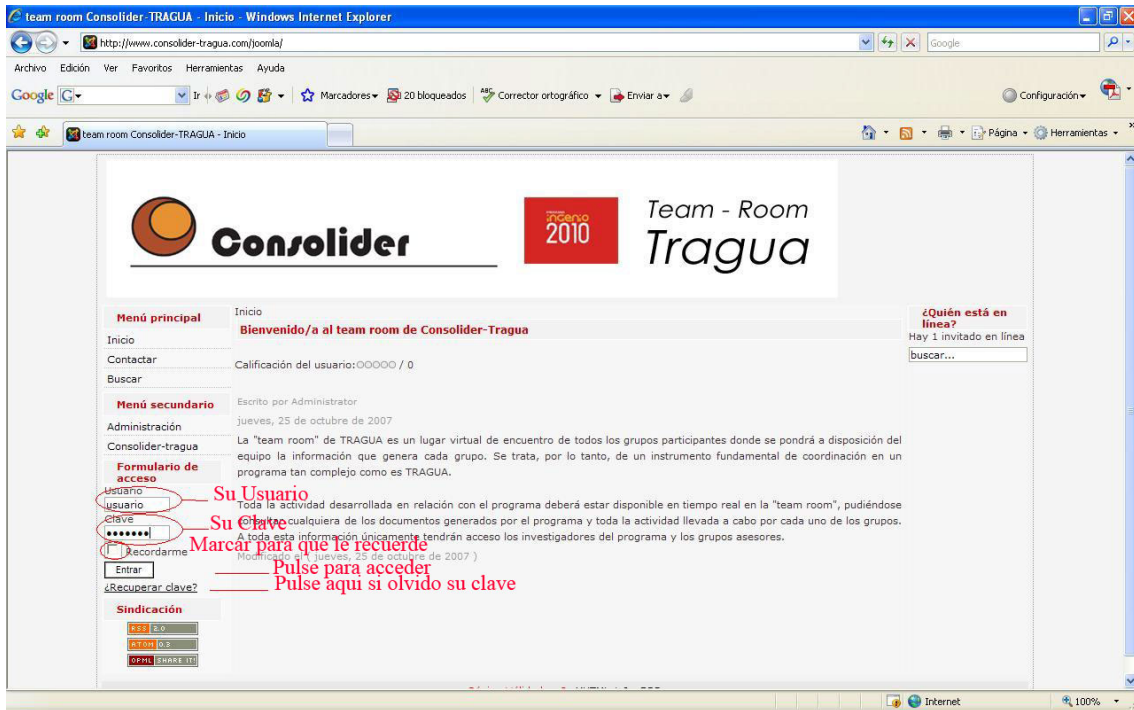 team room Consolider-TRAGUA - Inicio - Windows Internet Explorer
http://www.consolider-tragua.com/joomla/
Google
Archivo Edición Ver Favoritos Herramientas Ayuda
Google G Ir Marcadores 20 bloqueados Corrector ortográfico Enviar a Configuración
team room Consolider-TRAGUA - Inicio
Página Herramientas
Consolider
ingenio
2010
Team - Room
Tragua
Menú principal
Inicio
Contactar
Buscar
Menú secundario
Administración
Consolider-tragua
Formulario de
acceso
Usuario
usuario
Su Usuario
Clave
•••••••
Su Clave
Recordarme
Marcar para que le recuerde
Entrar
Pulse para acceder
¿Recuperar clave?
Pulse aqui si olvido su clave
Sindicación
RSS 2.0
ATOM 0.3
OPML SHARE IT!
Inicio
Bienvenido/a al team room de Consolider-Tragua
Calificación del usuario: / 0
Escrito por Administrator
jueves, 25 de octubre de 2007
La "team room" de TRAGUA es un lugar virtual de encuentro de todos los grupos participantes donde se pondrá a disposición del
equipo la información que genera cada grupo. Se trata, por lo tanto, de un instrumento fundamental de coordinación en un
programa tan complejo como es TRAGUA.
Toda la actividad desarrollada en relación con el programa deberá estar disponible en tiempo real en la "team room", pudiéndose
consultar cualquiera de los documentos generados por el programa y toda la actividad llevada a cabo por cada uno de los grupos.
A toda esta información únicamente tendrán acceso los investigadores del programa y los grupos asesores.
Modificado el ( jueves, 25 de octubre de 2007 )
¿Quién está en
línea?
Hay 1 invitado en línea
buscar...
Internet
100%